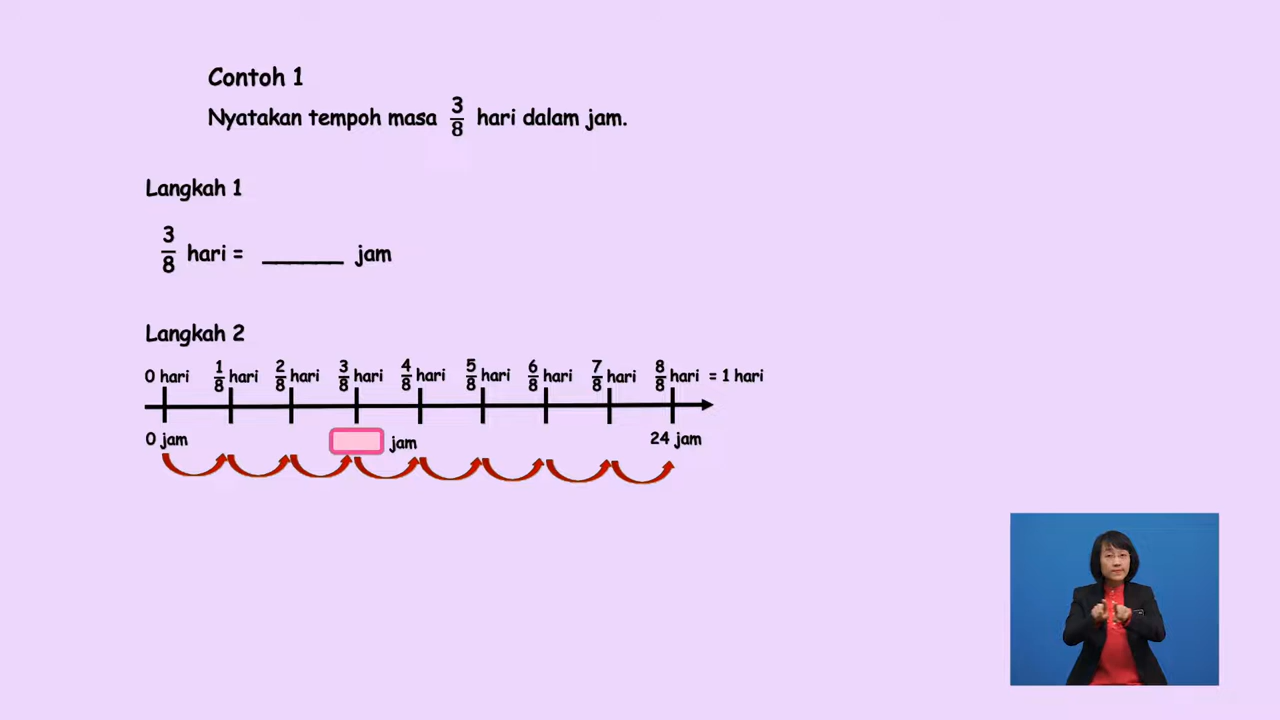 Contoh 1
Nyatakan tempoh masa 3/8 hari dalam jam.
Langkah 1
3/8 hari = ______ jam
Langkah 2
0 hari 1/8 hari 2/8 hari 3/8 hari 4/8 hari 5/8 hari 6/8 hari 7/8 hari 8/8 hari = 1 hari
0 jam jam 24 jam